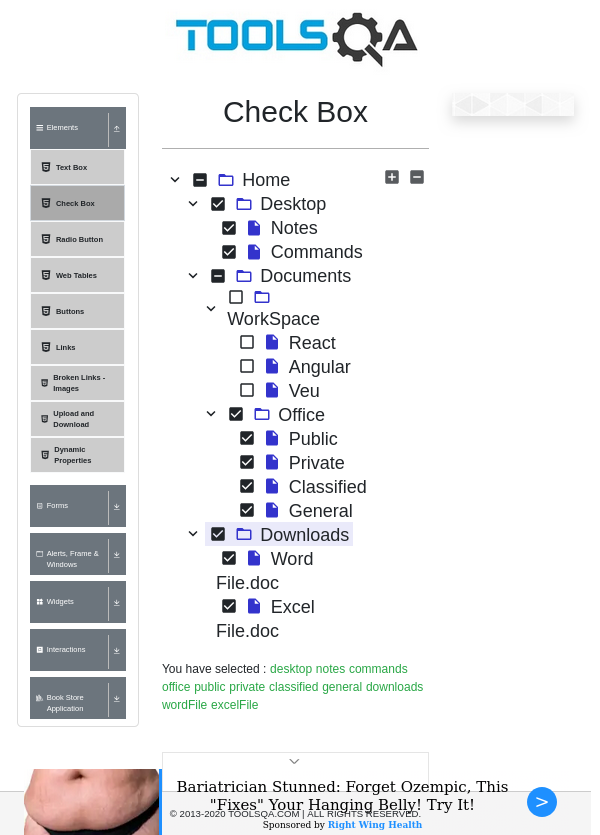 TOOLSQA
Check Box
Elements
Text Box
Check Box
Radio Button
Web Tables
Buttons
Links
Broken Links -
Images
Upload and
Download
Dynamic
Properties
Forms
Alerts, Frame &
Windows
Widgets
Interactions
Book Store
Application
Home
Desktop
Notes
Commands
Documents
WorkSpace
React
Angular
Veu
Office
Public
Private
Classified
General
Downloads
Word
File.doc
Excel
File.doc
You have selected : desktop notes commands
office public private classified general downloads
wordFile excelFile
Bariatrician Stunned: Forget Ozempic, This
"Fixes" Your Hanging Belly! Try It!
© 2013-2020 TOOLSQA.COM | ALL RIGHTS RESERVED.
Sponsored by Right Wing Health